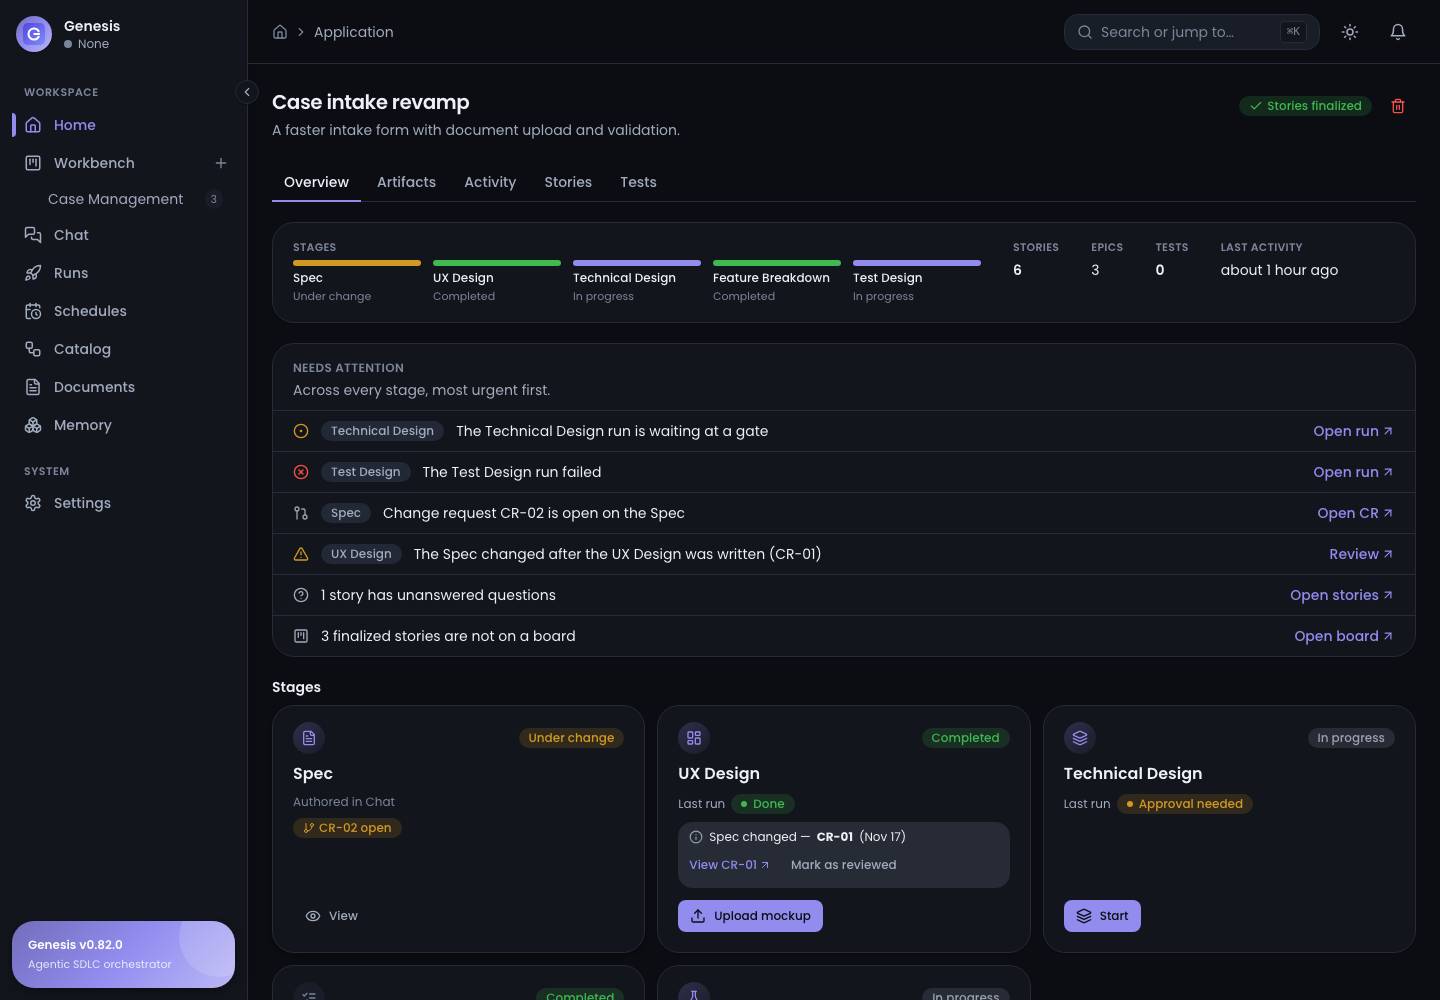 Genesis
None
WORKSPACE
Home
Workbench
Case Management 3
Chat
Runs
Schedules
Catalog
Documents
Memory
SYSTEM
Settings
Genesis v0.82.0
Agentic SDLC orchestrator
Application
Search or jump to... ⌘K
Case intake revamp
A faster intake form with document upload and validation.
Stories finalized
Overview Artifacts Activity Stories Tests
STAGES
Spec
Under change
UX Design
Completed
Technical Design
In progress
Feature Breakdown
Completed
Test Design
In progress
STORIES
6
EPICS
3
TESTS
0
LAST ACTIVITY
about 1 hour ago
NEEDS ATTENTION
Across every stage, most urgent first.
Technical Design The Technical Design run is waiting at a gate Open run
Test Design The Test Design run failed Open run
Spec Change request CR-02 is open on the Spec Open CR
UX Design The Spec changed after the UX Design was written (CR-01) Review
1 story has unanswered questions Open stories
3 finalized stories are not on a board Open board
Stages
Under change
Spec
Authored in Chat
CR-02 open
View
Completed
UX Design
Last run Done
Spec changed — CR-01 (Nov 17)
View CR-01 Mark as reviewed
Upload mockup
In progress
Technical Design
Last run Approval needed
Start
Completed
In progress